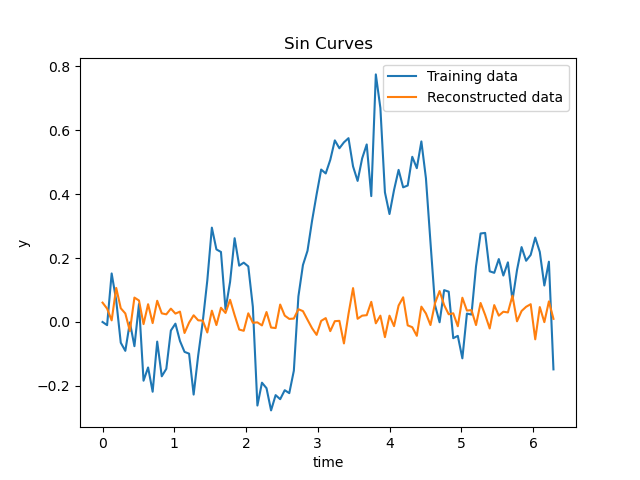 Sin Curves
Training data
Reconstructed data
0.8
0.6
0.4
0.2
0.0
−0.2
y
0 1 2 3 4 5 6
time